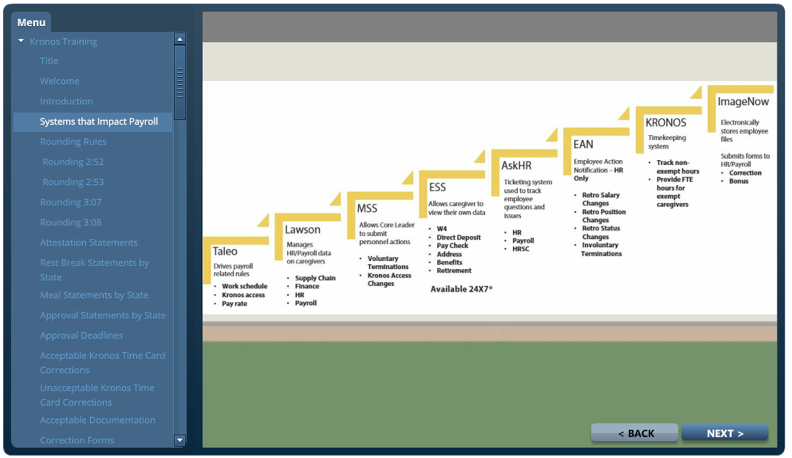 Menu
Kronos Training
Title
Welcome
Introduction
Systems that Impact Payroll
Rounding Rules
Rounding 2:52
Rounding 2:53
Rounding 3:07
Rounding 3:08
Attestation Statements
Rest Break Statements by
State
Meal Statements by State
Approval Statements by State
Approval Deadlines
Acceptable Kronos Time Card
Corrections
Unacceptable Kronos Time
Card Corrections
Acceptable Documentation
Correction Forms
Taleo
Drives payroll
related rules
• Work schedule
• Kronos access
• Pay rate
Lawson
Manages
HR/Payroll data
on caregivers
• Supply Chain
• Finance
• HR
• Payroll
MSS
Allows Core Leader
to submit
personnel actions
• Voluntary
Terminations
• Kronos Access
Changes
ESS
Allows caregiver to
view their own data
• W4
• Direct Deposit
• Pay Check
• Address
• Benefits
• Retirement
Available 24X7*
AskHR
Ticketing system
used to track
employee
questions and
issues
• HR
• Payroll
• HRSC
EAN
Employee Action
Notification – HR
Only
• Retro Salary
Changes
• Retro Position
Changes
• Retro Status
Changes
• Involuntary
Terminations
KRONOS
Timekeeping
system
• Track non-
exempt hours
• Provide FTE
hours for
exempt
caregivers
ImageNow
Electronically
stores employee
files
Submits forms to
HR/Payroll
• Correction
• Bonus
< BACK
NEXT >